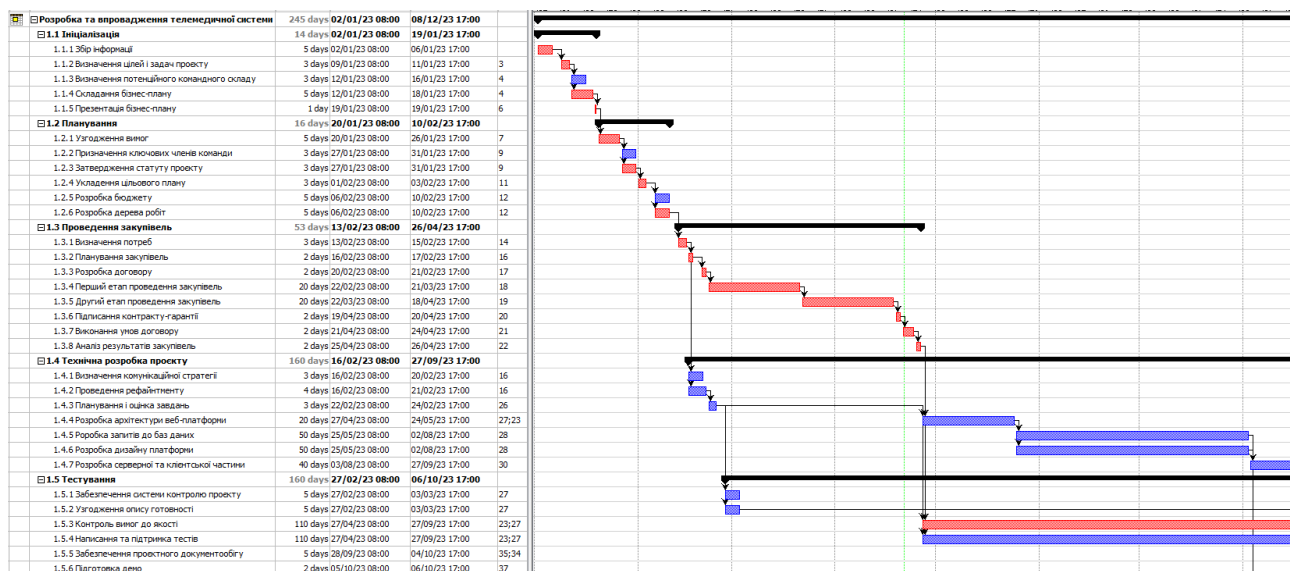 Розробка та впровадження телемедичної системи 245 days 02/01/23 08:00 08/12/23 17:00
1.1 Ініціалізація 14 days 02/01/23 08:00 19/01/23 17:00
1.1.1 Збір інформації 5 days 02/01/23 08:00 06/01/23 17:00
1.1.2 Визначення цілей і задач проекту 3 days 09/01/23 08:00 11/01/23 17:00 3
1.1.3 Визначення потенційного командного складу 3 days 12/01/23 08:00 16/01/23 17:00 4
1.1.4 Складання бізнес-плану 5 days 12/01/23 08:00 18/01/23 17:00 4
1.1.5 Презентація бізнес-плану 1 day 19/01/23 08:00 19/01/23 17:00 6
1.2 Планування 16 days 20/01/23 08:00 10/02/23 17:00
1.2.1 Узгодження вимог 5 days 20/01/23 08:00 26/01/23 17:00 7
1.2.2 Призначення ключових членів команди 3 days 27/01/23 08:00 31/01/23 17:00 9
1.2.3 Затвердження статуту проекту 3 days 27/01/23 08:00 31/01/23 17:00 9
1.2.4 Укладення цільового плану 3 days 01/02/23 08:00 03/02/23 17:00 11
1.2.5 Розробка бюджету 5 days 06/02/23 08:00 10/02/23 17:00 12
1.2.6 Розробка дерева робіт 5 days 06/02/23 08:00 10/02/23 17:00 12
1.3 Проведення закупівель 53 days 13/02/23 08:00 26/04/23 17:00
1.3.1 Визначення потреб 3 days 13/02/23 08:00 15/02/23 17:00 14
1.3.2 Планування закупівель 2 days 16/02/23 08:00 17/02/23 17:00 16
1.3.3 Розробка договору 2 days 20/02/23 08:00 21/02/23 17:00 17
1.3.4 Перший етап проведення закупівель 20 days 22/02/23 08:00 21/03/23 17:00 18
1.3.5 Другий етап проведення закупівель 20 days 22/03/23 08:00 18/04/23 17:00 19
1.3.6 Підписання контракту-гарантії 2 days 19/04/23 08:00 20/04/23 17:00 20
1.3.7 Виконання умов договору 2 days 21/04/23 08:00 24/04/23 17:00 21
1.3.8 Аналіз результатів закупівель 2 days 25/04/23 08:00 26/04/23 17:00 22
1.4 Технічна розробка проєкту 160 days 16/02/23 08:00 27/09/23 17:00
1.4.1 Визначення комунікаційної стратегії 3 days 16/02/23 08:00 20/02/23 17:00 16
1.4.2 Проведення рефайнтменту 4 days 16/02/23 08:00 21/02/23 17:00 16
1.4.3 Планування і оцінка завдань 3 days 22/02/23 08:00 24/02/23 17:00 26
1.4.4 Розробка архітектури веб-платформи 20 days 27/04/23 08:00 24/05/23 17:00 27;23
1.4.5 Роробка запитів до баз даних 50 days 25/05/23 08:00 02/08/23 17:00 28
1.4.6 Розробка дизайну платформи 50 days 25/05/23 08:00 02/08/23 17:00 28
1.4.7 Розробка серверної та клієнтської частини 40 days 03/08/23 08:00 27/09/23 17:00 30
1.5 Тестування 160 days 27/02/23 08:00 06/10/23 17:00
1.5.1 Забезпечення системи контролю проекту 5 days 27/02/23 08:00 03/03/23 17:00 27
1.5.2 Узгодження опису готовності 5 days 27/02/23 08:00 03/03/23 17:00 27
1.5.3 Контроль вимог до якості 110 days 27/04/23 08:00 27/09/23 17:00 23;27
1.5.4 Написання та підтримка тестів 110 days 27/04/23 08:00 27/09/23 17:00 23;27
1.5.5 Забезпечення проектного документообігу 5 days 28/09/23 08:00 04/10/23 17:00 35;34
1.5.6 Підготовка демо 2 days 05/10/23 08:00 06/10/23 17:00 37